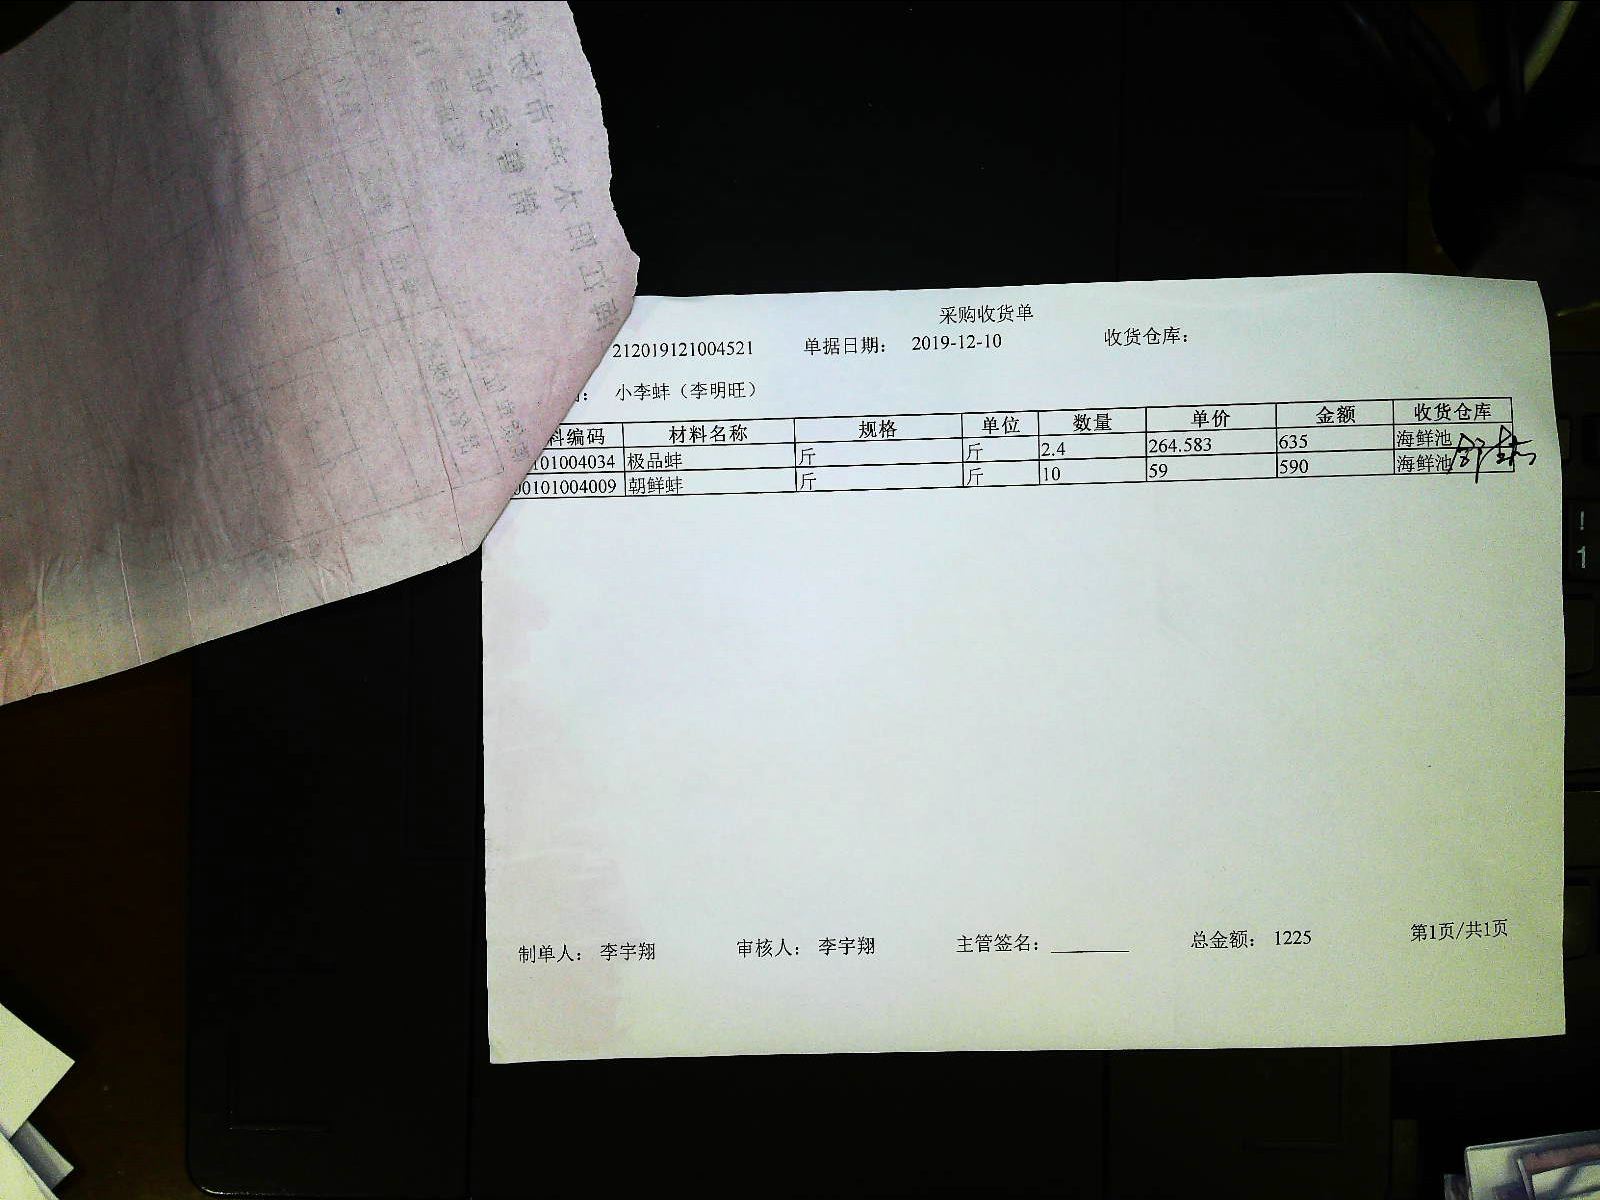 采购收货单
212019121004521 单据日期： 2019-12-10 收货仓库：
： 小李蚌（李明旺）
料编码 材料名称 规格 单位 数量 单价 金额 收货仓库
0101004034 极品蚌 斤 斤 2.4 264.583 635 海鲜池
00101004009 朝鲜蚌 斤 斤 10 59 590 海鲜池
制单人： 李宇翔 审核人： 李宇翔 主管签名： 总金额： 1225 第1页/共1页